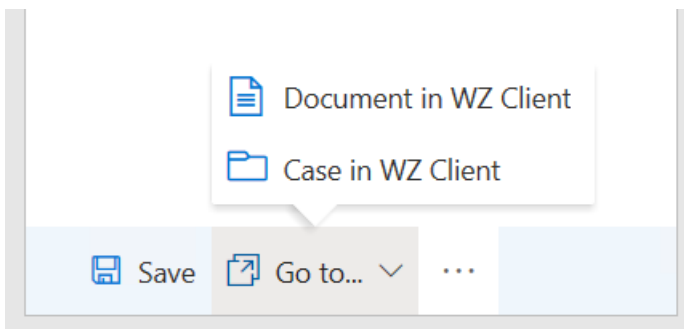 Document in WZ Client
Case in WZ Client
Save Go to... ...